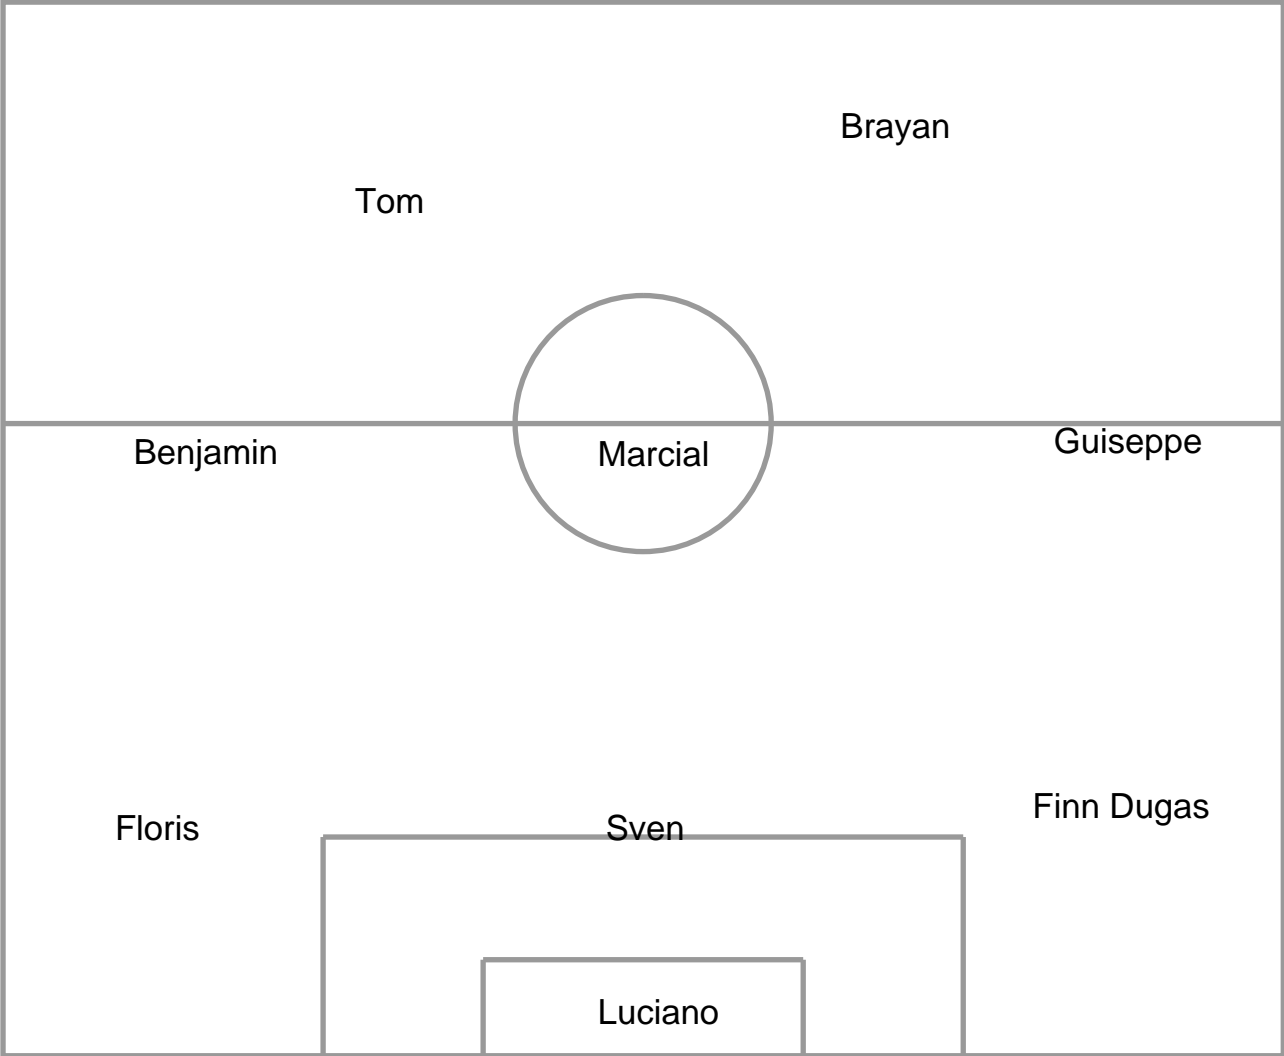 Brayan
Tom
Benjamin
Marcial
Guiseppe
Floris
Sven
Finn Dugas
Luciano